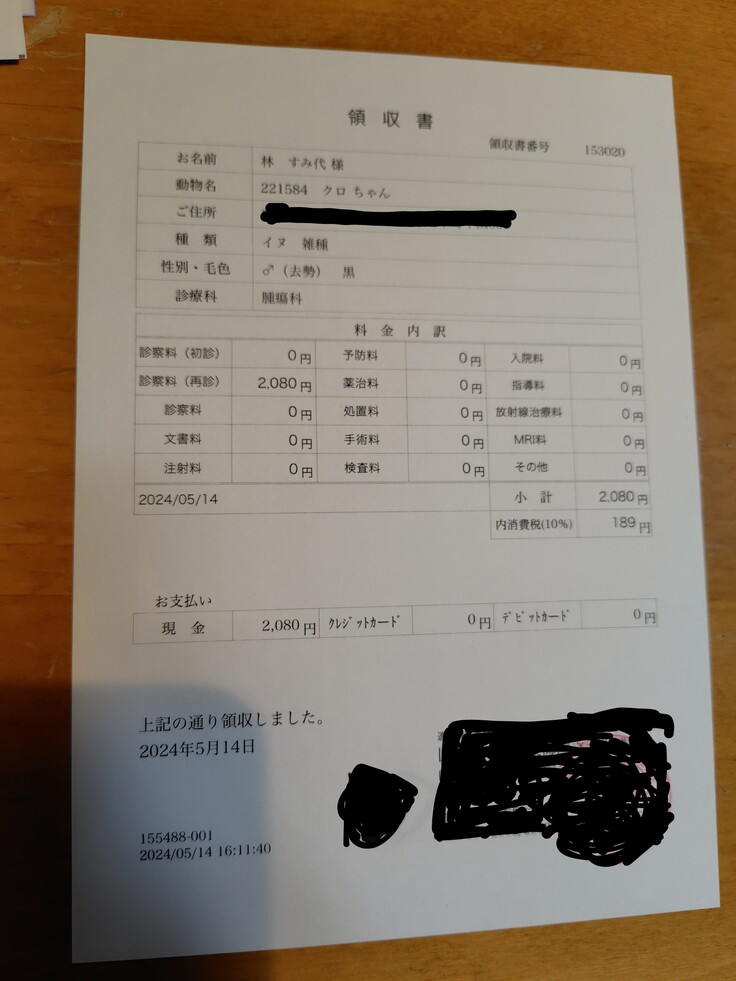 領収書
領収書番号 153020
お名前 林 すみ代 様
動物名 221584 クロ ちゃん
ご住所
種 類 イヌ 雑種
性別・毛色 ♂（去勢） 黒
診療科 腫瘍科
料 金 内 訳
診察料（初診） 0円 予防料 0円 入院料 0円
診察料（再診） 2,080円 薬治料 0円 指導料 0円
診察料 0円 処置料 0円 放射線治療料 0円
文書料 0円 手術料 0円 MRI料 0円
注射料 0円 検査料 0円 その他 0円
2024/05/14 小 計 2,080円
内消費税(10%) 189円
お支払い
現 金 2,080円 ｸﾚｼﾞｯﾄｶｰﾄﾞ 0円 ﾃﾞﾋﾞｯﾄｶｰﾄﾞ 0円
上記の通り領収しました。
2024年5月14日
155488-001
2024/05/14 16:11:40